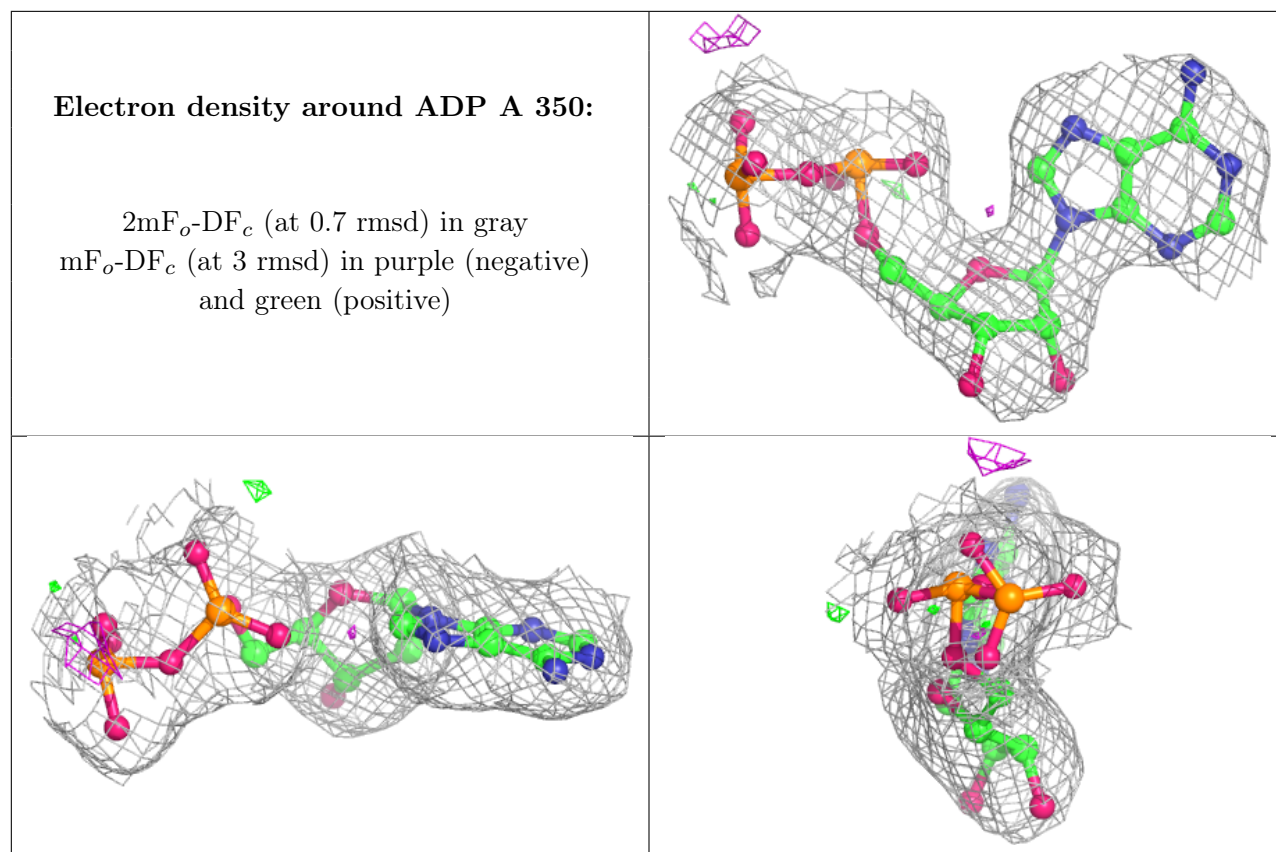 Electron density around ADP A 350:
2mFo-DFc (at 0.7 rmsd) in gray
mFo-DFc (at 3 rmsd) in purple (negative)
and green (positive)